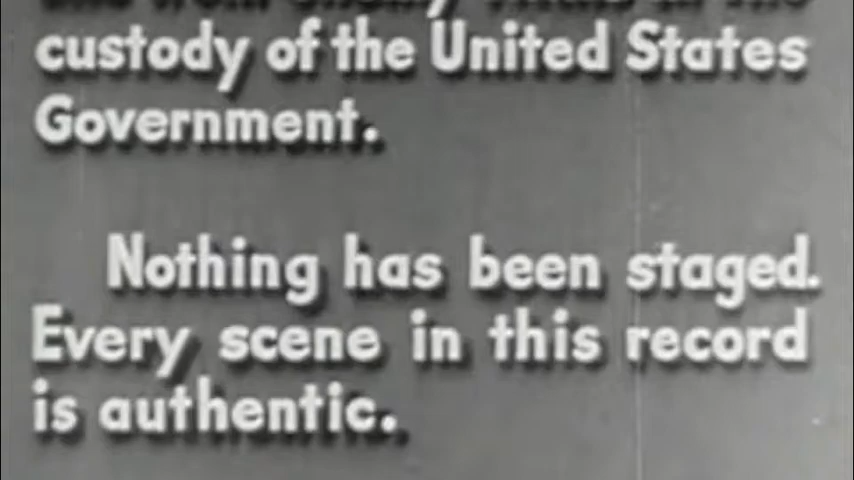 custody of the United States
Government.
Nothing has been staged.
Every scene in this record
is authentic.